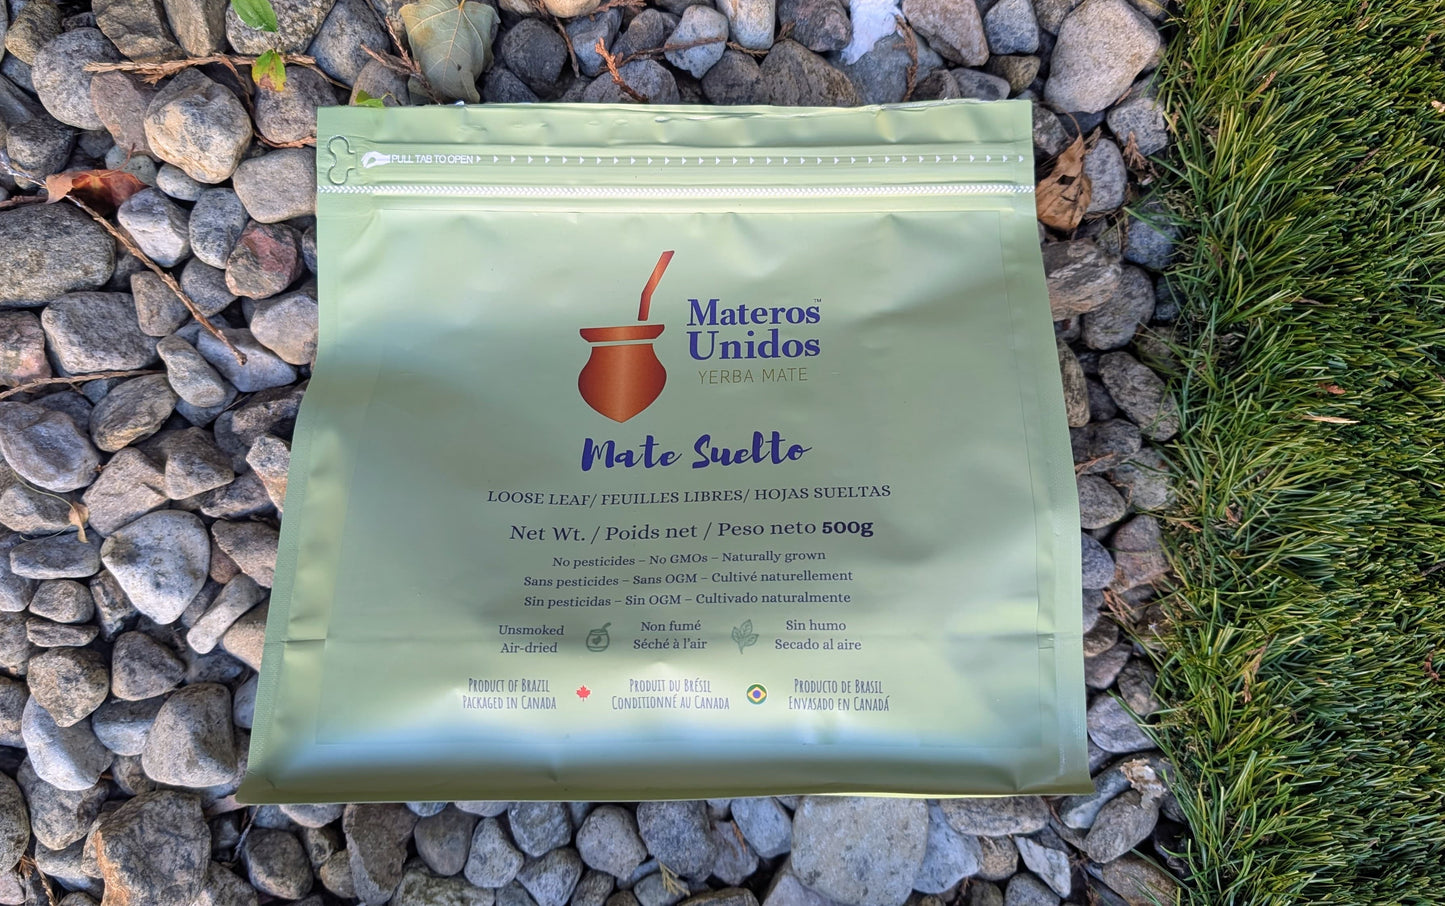 PULL TAB TO OPEN
Materos™
Unidos
YERBA MATE
Mate Suelto
LOOSE LEAF/ FEUILLES LIBRES/ HOJAS SUELTAS
Net Wt. / Poids net / Peso neto 500g
No pesticides – No GMOs – Naturally grown
Sans pesticides – Sans OGM – Cultivé naturellement
Sin pesticidas – Sin OGM – Cultivado naturalmente
Unsmoked
Air-dried
Non fumé
Séché à l'air
Sin humo
Secado al aire
PRODUCT OF BRAZIL
PACKAGED IN CANADA
PRODUIT DU BRÉSIL
CONDITIONNÉ AU CANADA
PRODUCTO DE BRASIL
ENVASADO EN CANADÁ